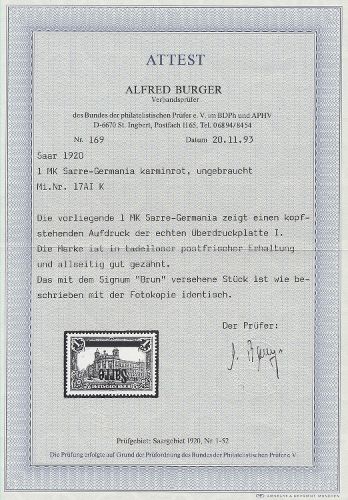 ATTEST
ALFRED BURGER
Verbandsprüfer
des Bundes der philatelistischen Prüfer e. V. im BDPh und APHV
D-6670 St. Ingbert, Postfach 1165, Tel. 06894/8454
Nr. 169 Datum 20.11.93
Saar 1920
1 MK Sarre-Germania karminrot, ungebraucht
Mi.Nr. 17AI K
Die vorliegende 1 MK Sarre-Germania zeigt einen kopf-
stehenden Aufdruck der echten Überdruckplatte I.
Die Marke ist in tadelloser postfrischer Erhaltung
und allseitig gut gezähnt.
Das mit dem Signum "Brun" versehene Stück ist wie be-
schrieben mit der Fotokopie identisch.
Der Prüfer:
DEUTSCHES REICH
Prüfgebiet: Saargebiet 1920, Nr. 1-52
Die Prüfung erfolgte auf Grund der Prüfordnung des Bundes der Philatelistischen Prüfer e. V.